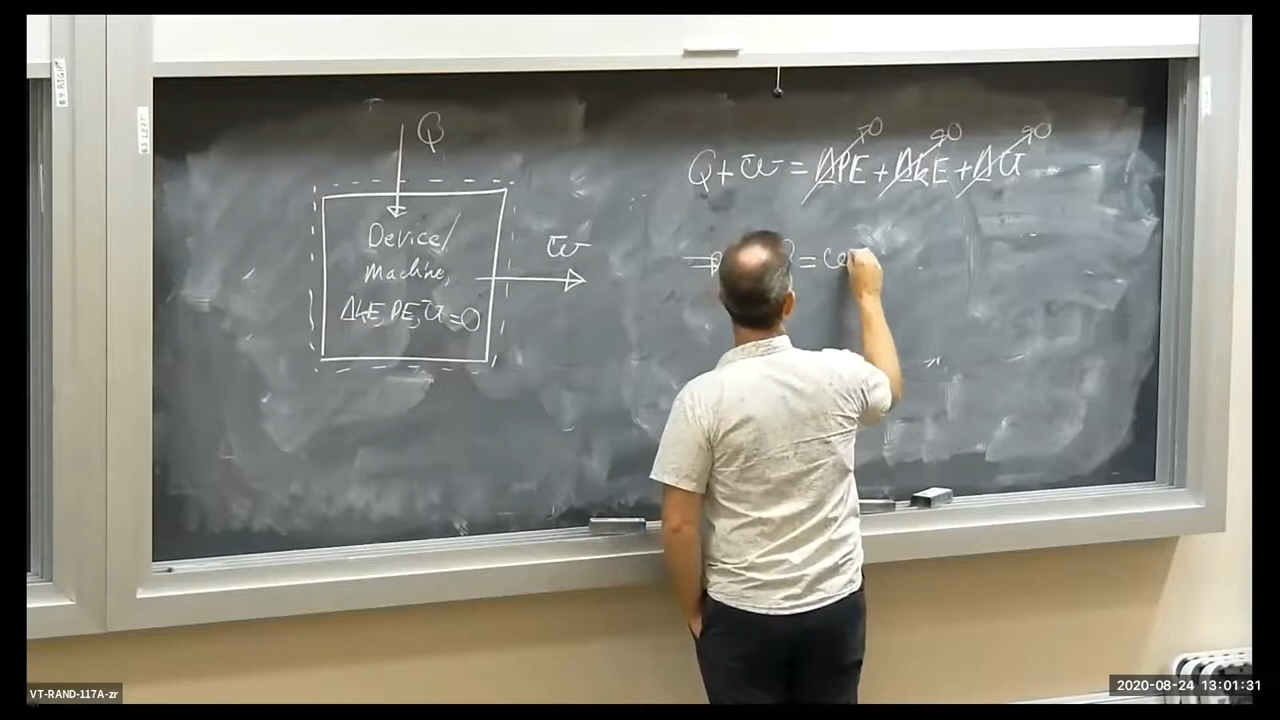 Q
Device/
Machine,
ΔkE, PE, U=0
W
Q+W=ΔPE+ΔkE+ΔU
0 0 0
⇒ = W
VT-RAND-117A-zr
2020-08-24 13:01:31